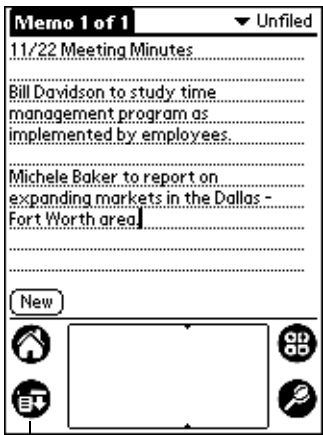 Memo 1 of 1
Unfiled
11/22 Meeting Minutes
Bill Davidson to study time
management program as
implemented by employees.
Michele Baker to report on
expanding markets in the Dallas -
Fort Worth area.
New